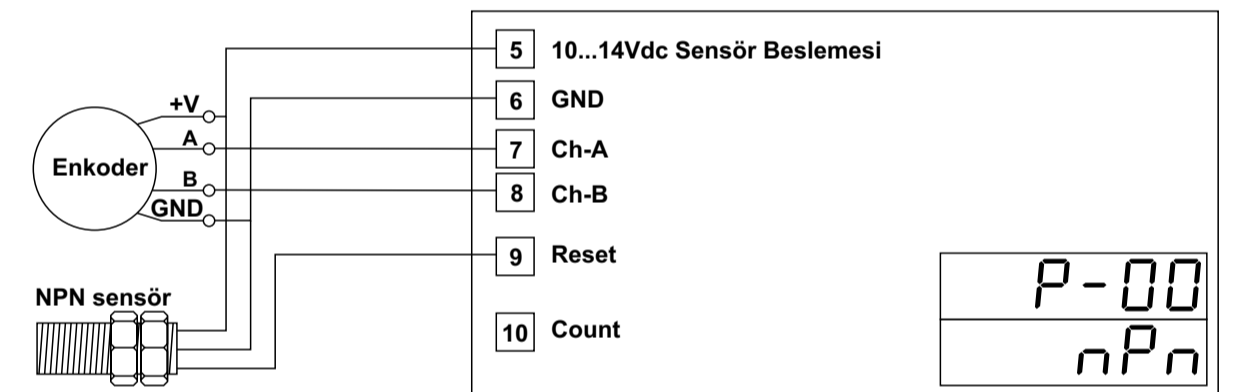 5 10...14Vdc Sensör Beslemesi
+V
6 GND
A
7 Ch-A
Enkoder
B
8 Ch-B
GND
9 Reset
P-00
NPN sensör
10 Count
nPn